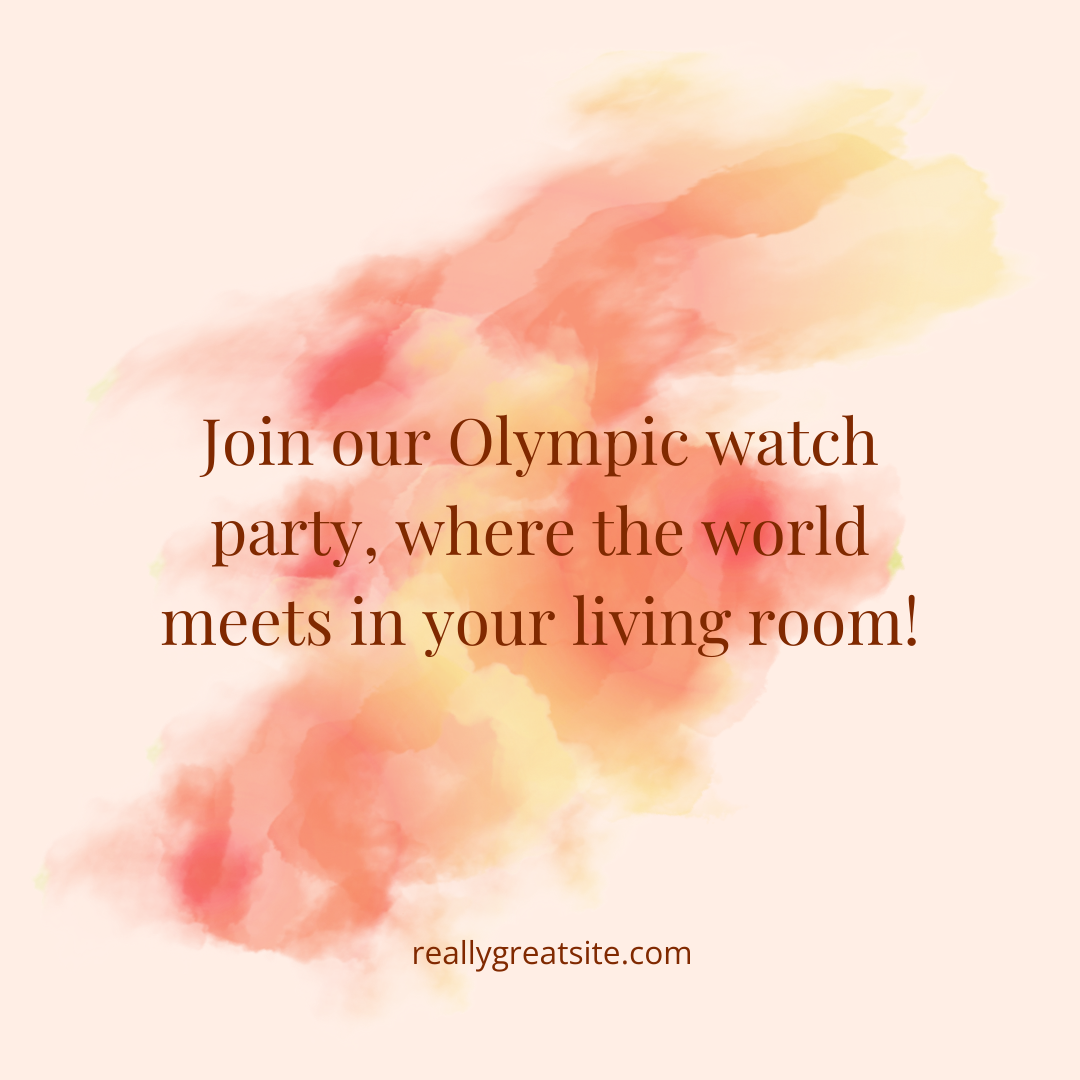 Join our Olympic watch
party, where the world
meets in your living room!
reallygreatsite.com